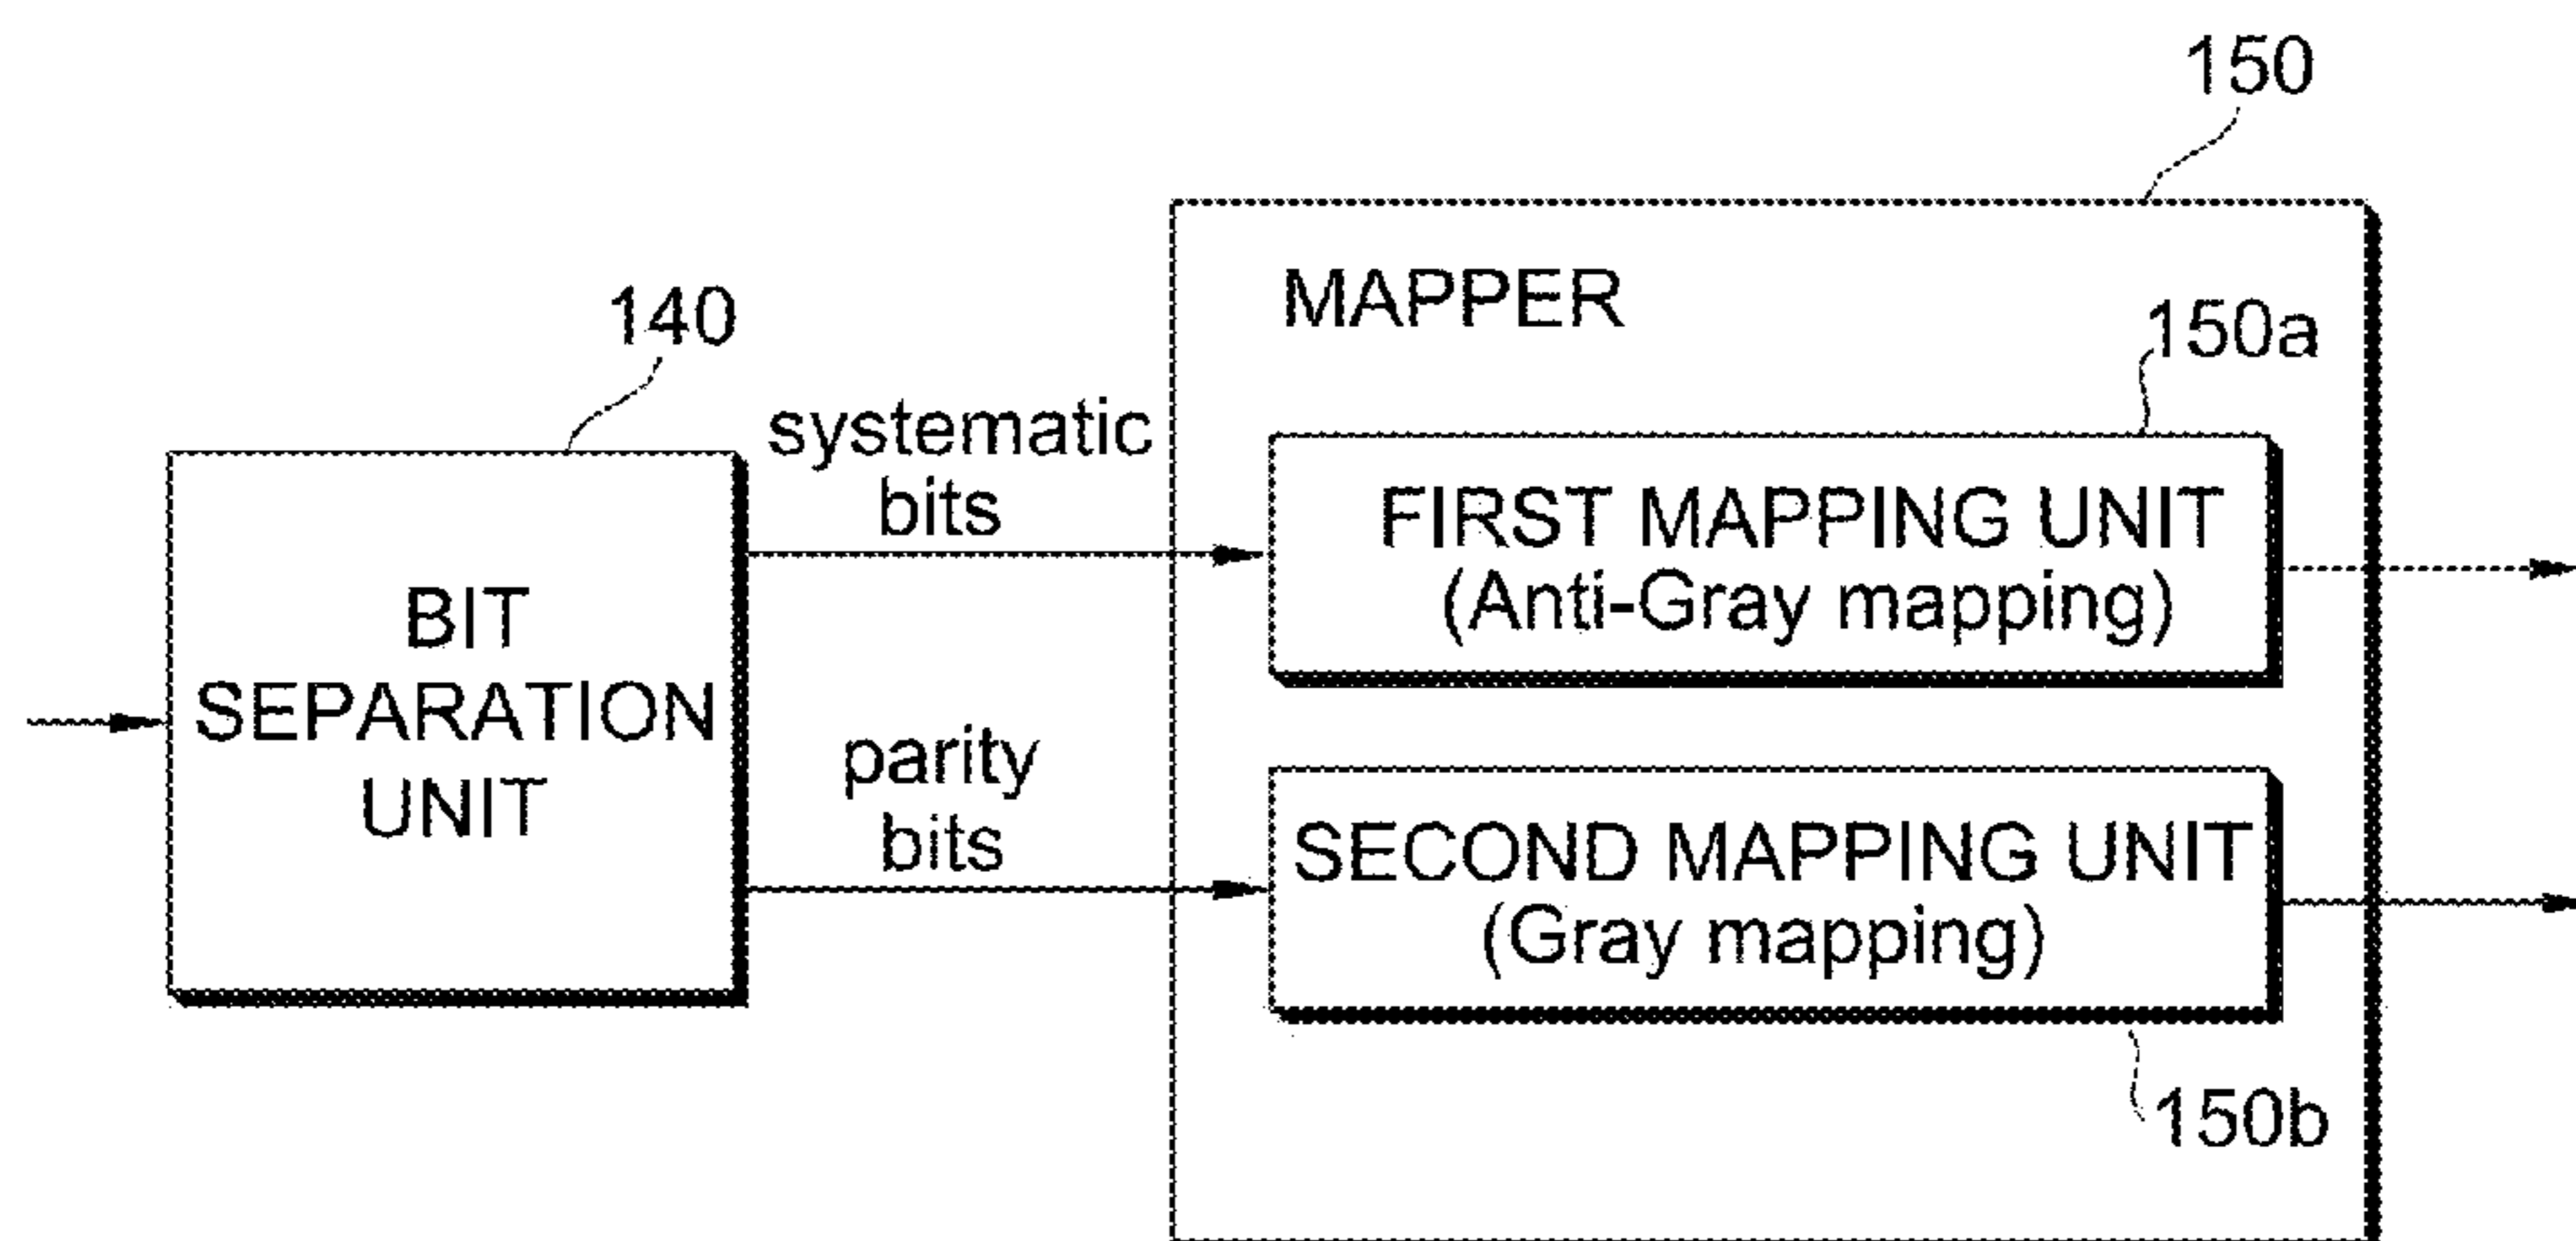 150
MAPPER
140
150a
systematic
bits
FIRST MAPPING UNIT
(Anti-Gray mapping)
BIT
SEPARATION
UNIT
parity
bits
SECOND MAPPING UNIT
(Gray mapping)
150b